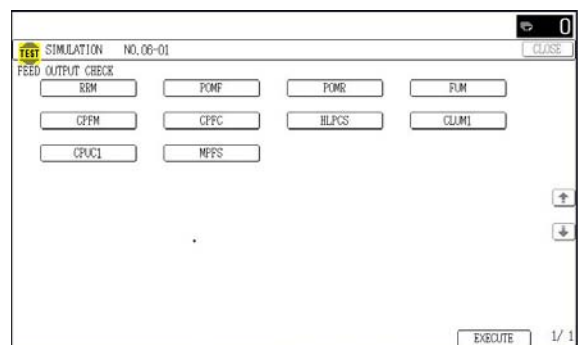 0
TEST SIMULATION NO.06-01 CLOSE
FEED OUTPUT CHECK
RRM POMF POMR FUM
CPFM CPFC HLPCS CLUM1
CPUC1 MPFS
EXECUTE 1/ 1